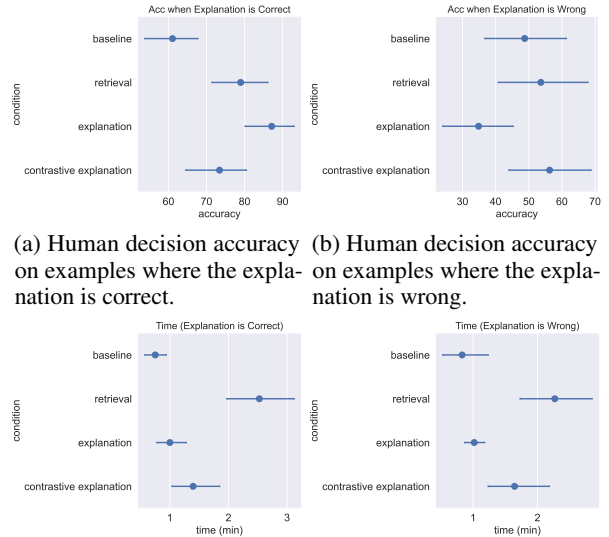 Acc when Explanation is Correct
baseline
retrieval
explanation
contrastive explanation
condition
60 70 80 90
accuracy
Acc when Explanation is Wrong
baseline
retrieval
explanation
contrastive explanation
condition
30 40 50 60 70
accuracy
(a) Human decision accuracy
on examples where the expla-
nation is correct.
(b) Human decision accuracy
on examples where the expla-
nation is wrong.
Time (Explanation is Correct)
baseline
retrieval
explanation
contrastive explanation
condition
1 2 3
time (min)
Time (Explanation is Wrong)
baseline
retrieval
explanation
contrastive explanation
condition
1 2
time (min)